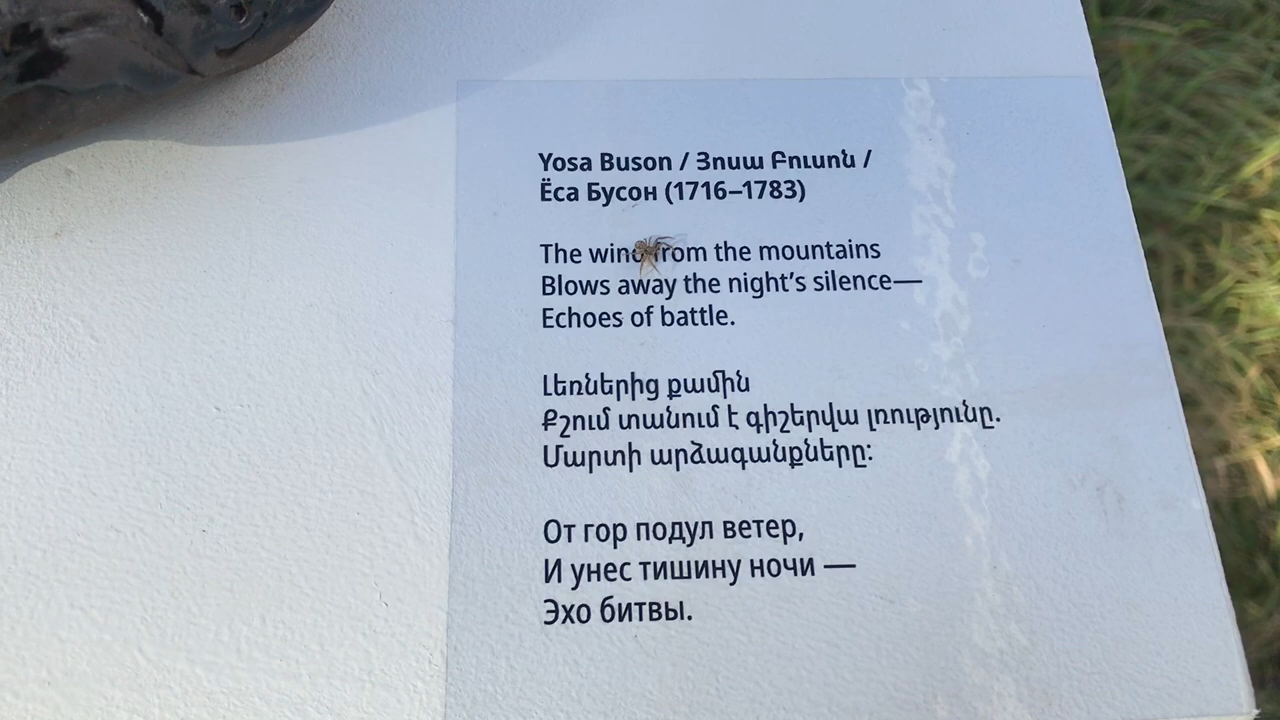 Yosa Buson / Յոսա Բուսոն /
Ёса Бусон (1716–1783)
The wind from the mountains
Blows away the night’s silence—
Echoes of battle.
Լեռներից քամին
Քշում տանում է գիշերվա լռությունը.
Մարտի արձագանքները:
От гор подул ветер,
И унес тишину ночи —
Эхо битвы.